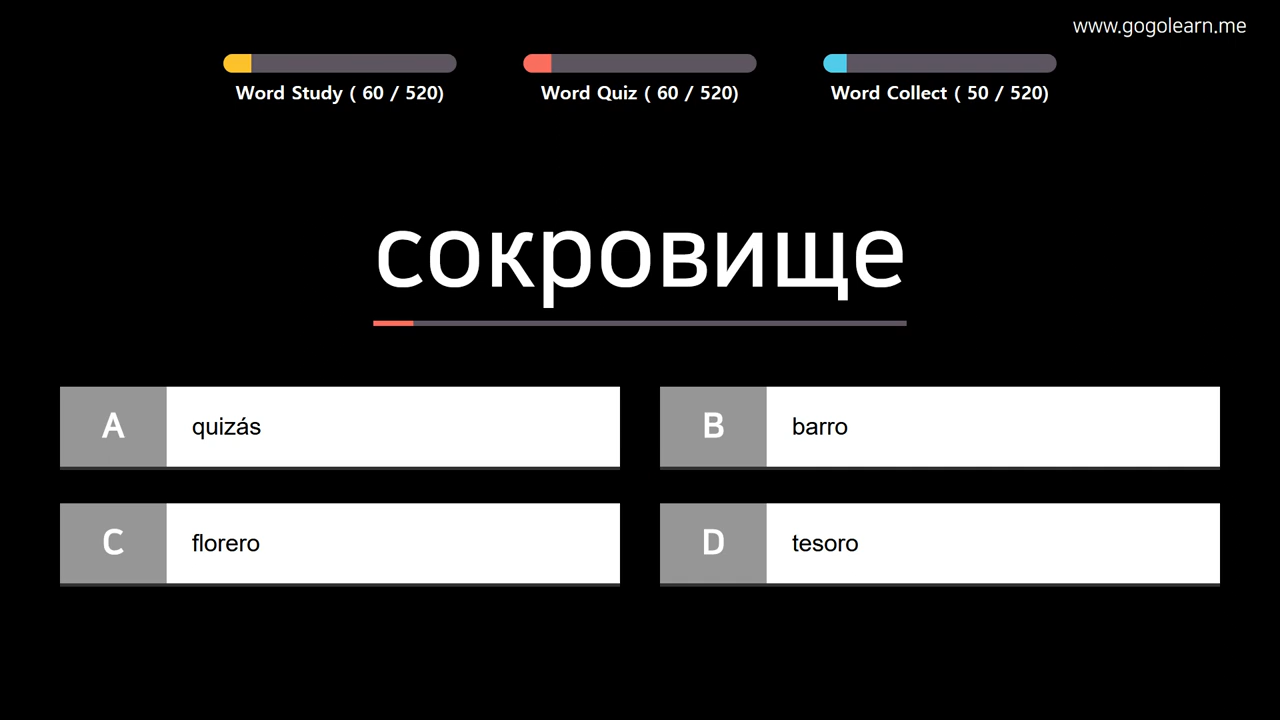 www.gogolearn.me
Word Study ( 60 / 520)
Word Quiz ( 60 / 520)
Word Collect ( 50 / 520)
сокровище
A quizás
B barro
C florero
D tesoro